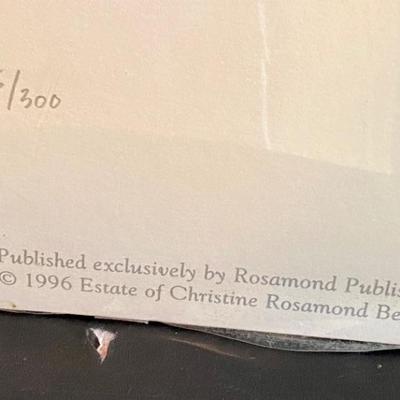 /300
Published exclusively by Rosamond Publis
© 1996 Estate of Christine Rosamond Be